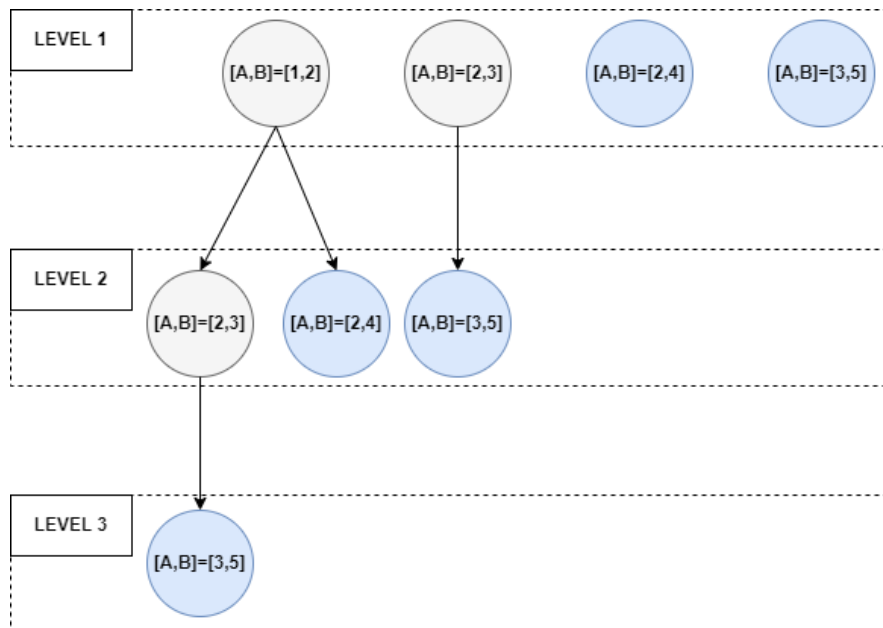 LEVEL 1
[A,B]=[1,2] [A,B]=[2,3] [A,B]=[2,4] [A,B]=[3,5]
LEVEL 2
[A,B]=[2,3] [A,B]=[2,4] [A,B]=[3,5]
LEVEL 3
[A,B]=[3,5]